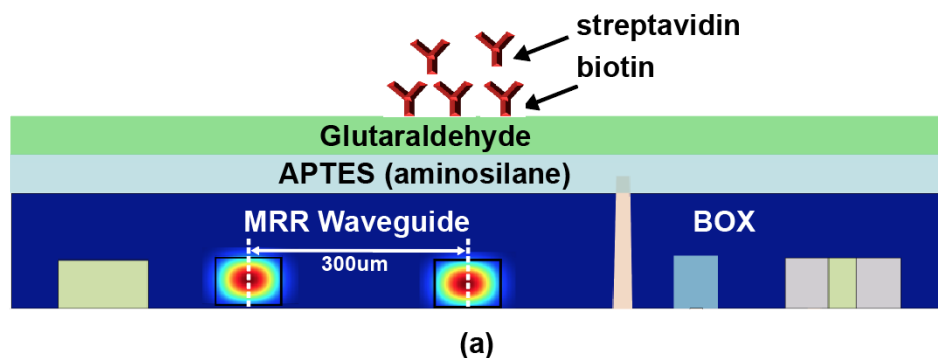 streptavidin
biotin
Glutaraldehyde
APTES (aminosilane)
MRR Waveguide
BOX
300um
(a)